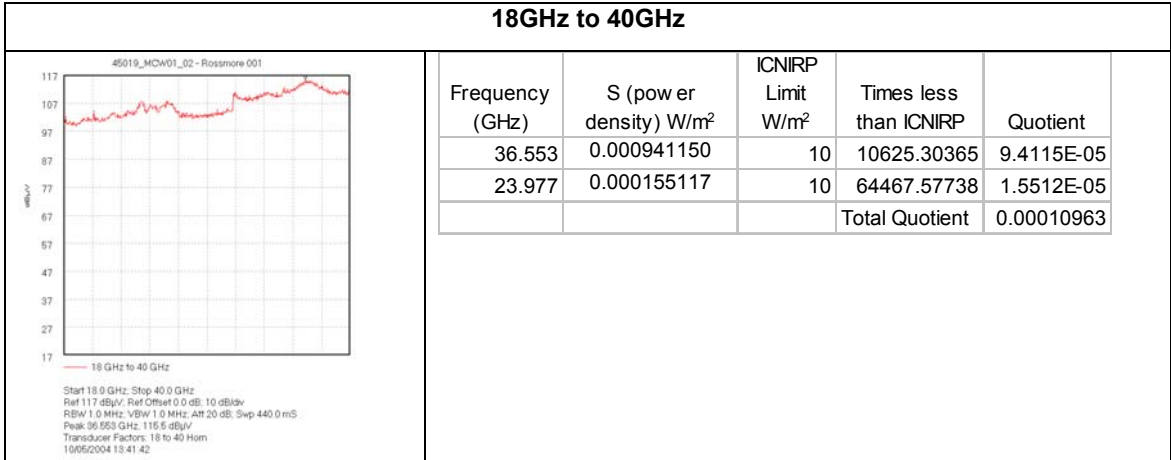 18GHz to 40GHz
45019_MCW01_02 - Rossmore 001
117
107
97
87
77
67
57
47
37
27
17
dBµV
18 GHz to 40 GHz
Start 18.0 GHz; Stop 40.0 GHz
Ref 117 dBµV; Ref Offset 0.0 dB; 10 dB/div
RBW 1.0 MHz; VBW 1.0 MHz; Att 20 dB; Swp 440.0 mS
Peak 36.553 GHz, 115.5 dBµV
Transducer Factors: 18 to 40 Horn
10/05/2004 13:41:42
Frequency (GHz) S (power density) W/m² ICNIRP Limit W/m² Times less than ICNIRP Quotient
36.553 0.000941150 10 10625.30365 9.4115E-05
23.977 0.000155117 10 64467.57738 1.5512E-05
Total Quotient 0.00010963